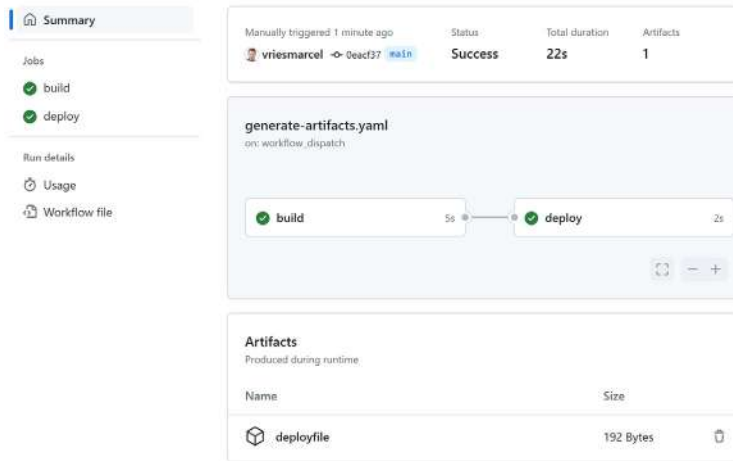 Summary
Jobs
build
deploy
Run details
Usage
Workflow file
Manually triggered 1 minute ago
vriesmarcel 0eacf37 main
Status
Success
Total duration
22s
Artifacts
1
generate-artifacts.yaml
on: workflow_dispatch
build 5s
deploy 2s
Artifacts
Produced during runtime
Name Size
deployfile 192 Bytes